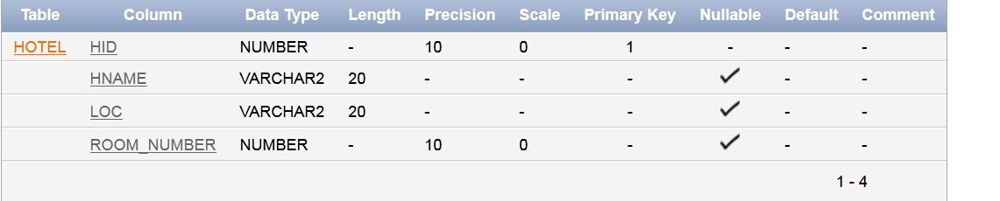 Table Column Data Type Length Precision Scale Primary Key Nullable Default Comment
HOTEL HID NUMBER - 10 0 1 - - -
HNAME VARCHAR2 20 - - - ✓ - -
LOC VARCHAR2 20 - - - ✓ - -
ROOM_NUMBER NUMBER - 10 0 - ✓ - -
1 - 4